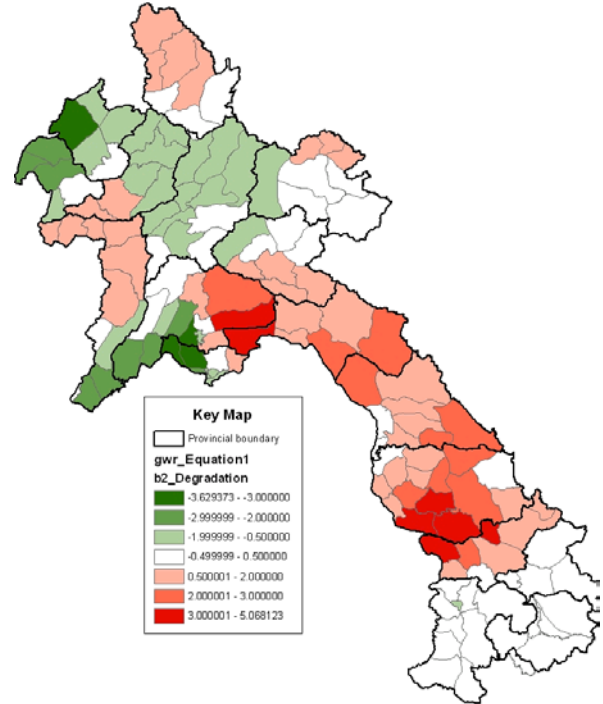 Key Map
Provincial boundary
gwr_Equation1
b2_Degradation
-3.629373 - -3.000000
-2.999999 - -2.000000
-1.999999 - -0.500000
-0.499999 - 0.500000
0.500001 - 2.000000
2.000001 - 3.000000
3.000001 - 5.068123